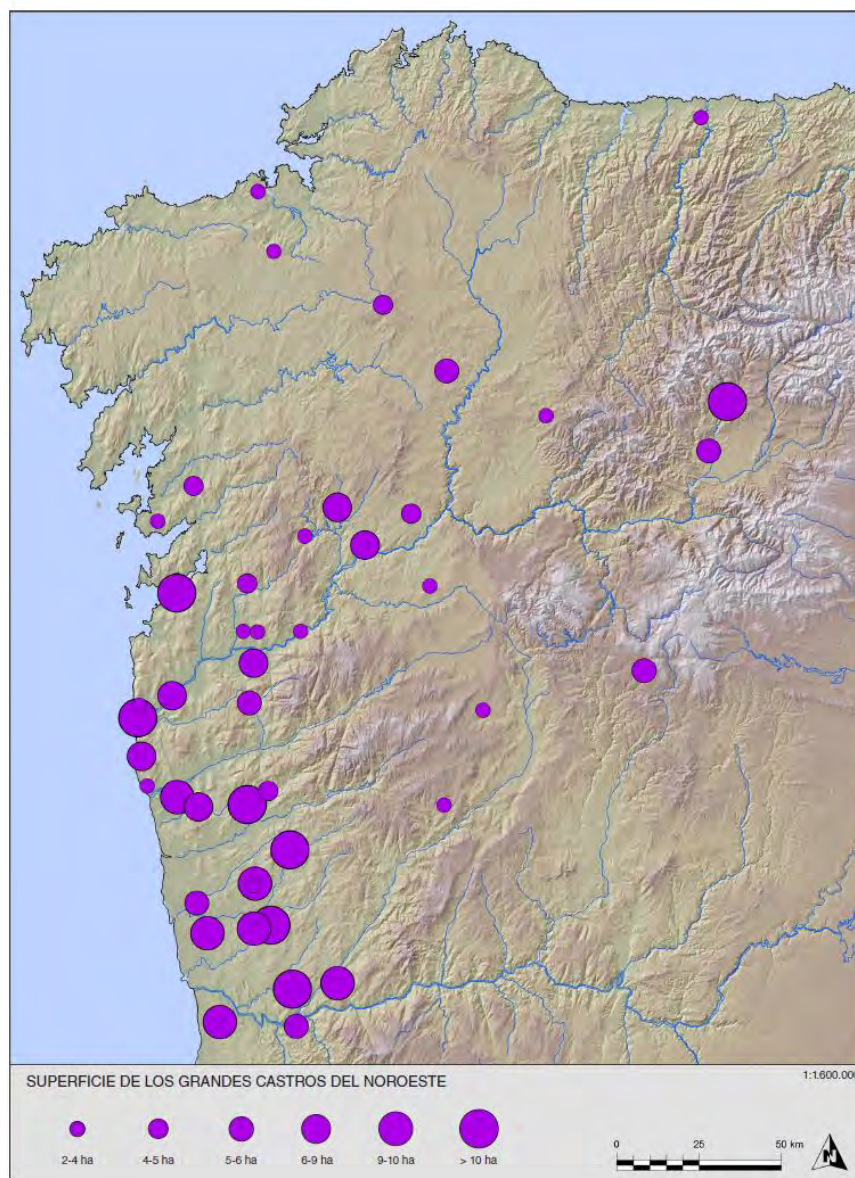 SUPERFICIE DE LOS GRANDES CASTROS DEL NOROESTE
1:1.600.00
2-4 ha
4-5 ha
5-6 ha
6-9 ha
9-10 ha
> 10 ha
0
25
50 km
N